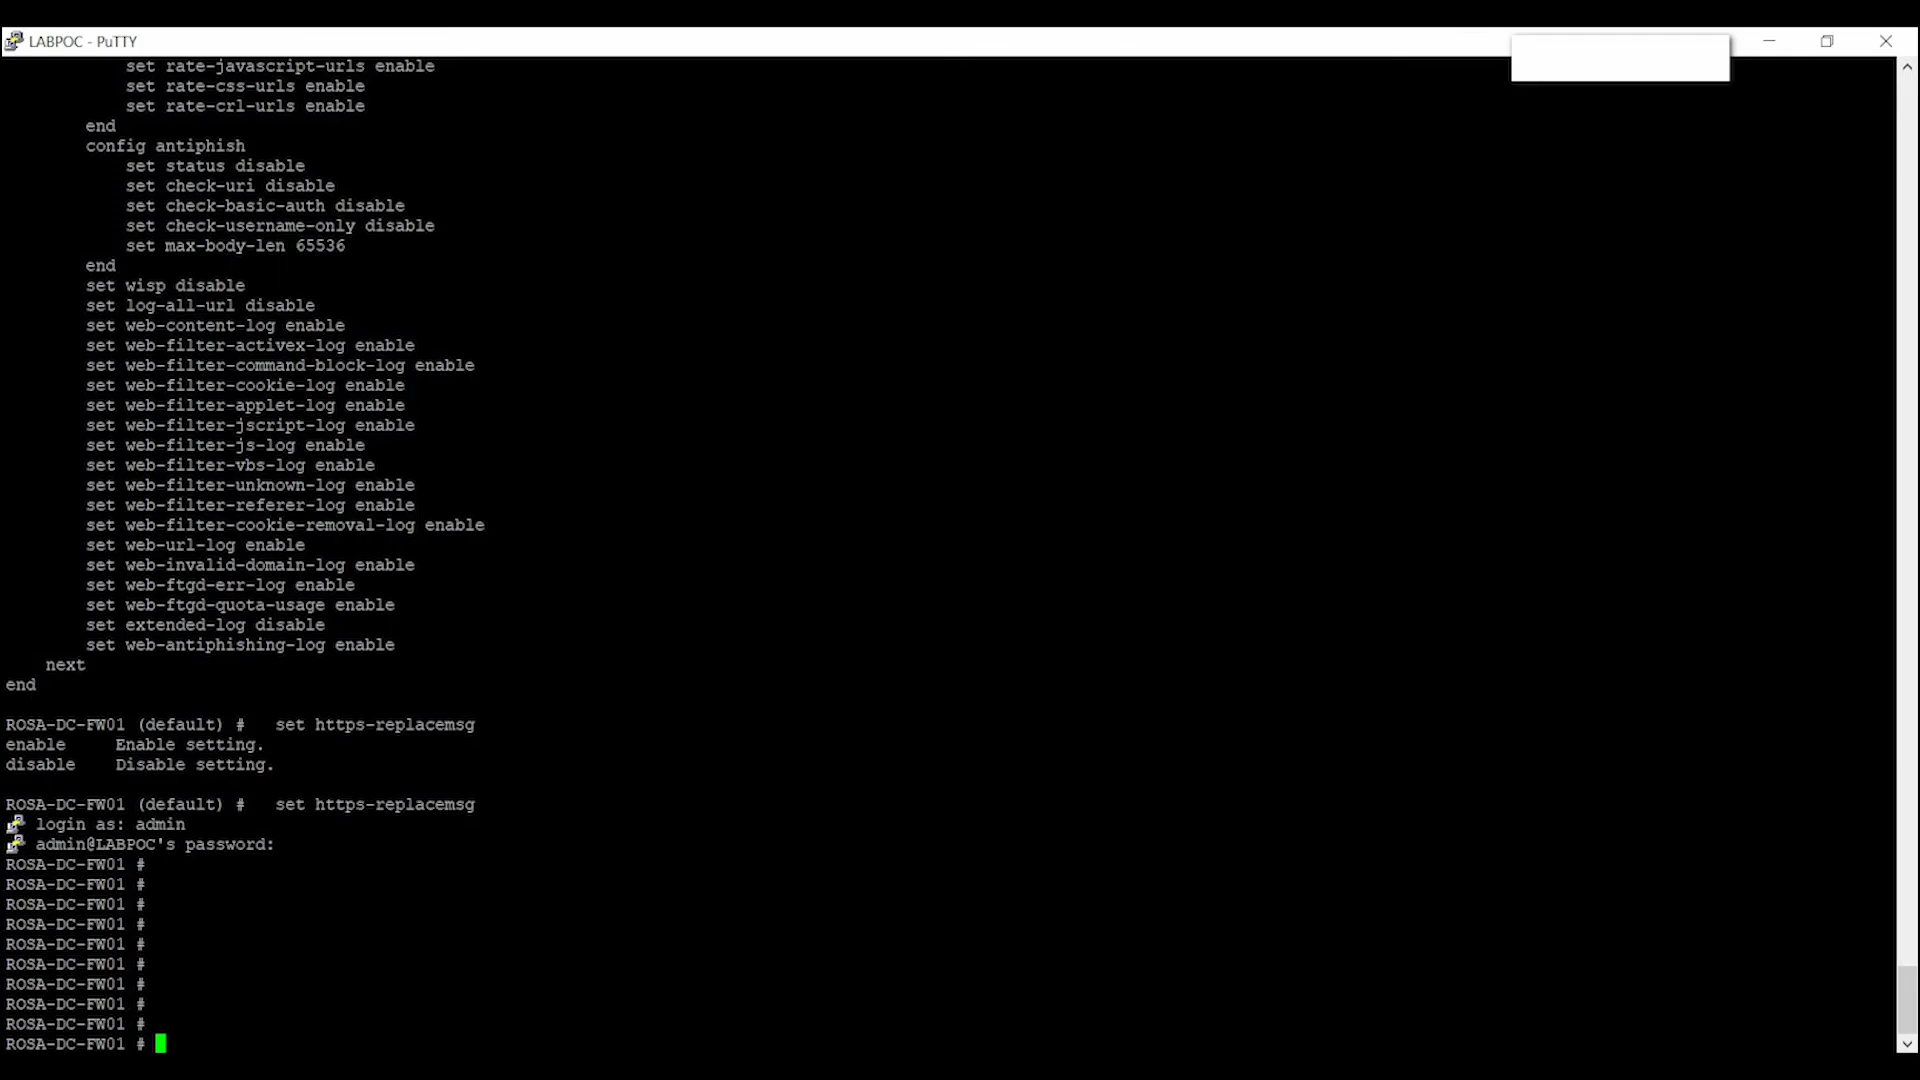 LABPOC - PuTTY
set rate-javascript-urls enable
set rate-css-urls enable
set rate-crl-urls enable
end
config antiphish
set status disable
set check-uri disable
set check-basic-auth disable
set check-username-only disable
set max-body-len 65536
end
set wisp disable
set log-all-url disable
set web-content-log enable
set web-filter-activex-log enable
set web-filter-command-block-log enable
set web-filter-cookie-log enable
set web-filter-applet-log enable
set web-filter-jscript-log enable
set web-filter-js-log enable
set web-filter-vbs-log enable
set web-filter-unknown-log enable
set web-filter-referer-log enable
set web-filter-cookie-removal-log enable
set web-url-log enable
set web-invalid-domain-log enable
set web-ftgd-err-log enable
set web-ftgd-quota-usage enable
set extended-log disable
set web-antiphishing-log enable
next
end
ROSA-DC-FW01 (default) #   set https-replacemsg
enable     Enable setting.
disable    Disable setting.
ROSA-DC-FW01 (default) #   set https-replacemsg
login as: admin
admin@LABPOC's password:
ROSA-DC-FW01 #
ROSA-DC-FW01 #
ROSA-DC-FW01 #
ROSA-DC-FW01 #
ROSA-DC-FW01 #
ROSA-DC-FW01 #
ROSA-DC-FW01 #
ROSA-DC-FW01 #
ROSA-DC-FW01 #
ROSA-DC-FW01 #